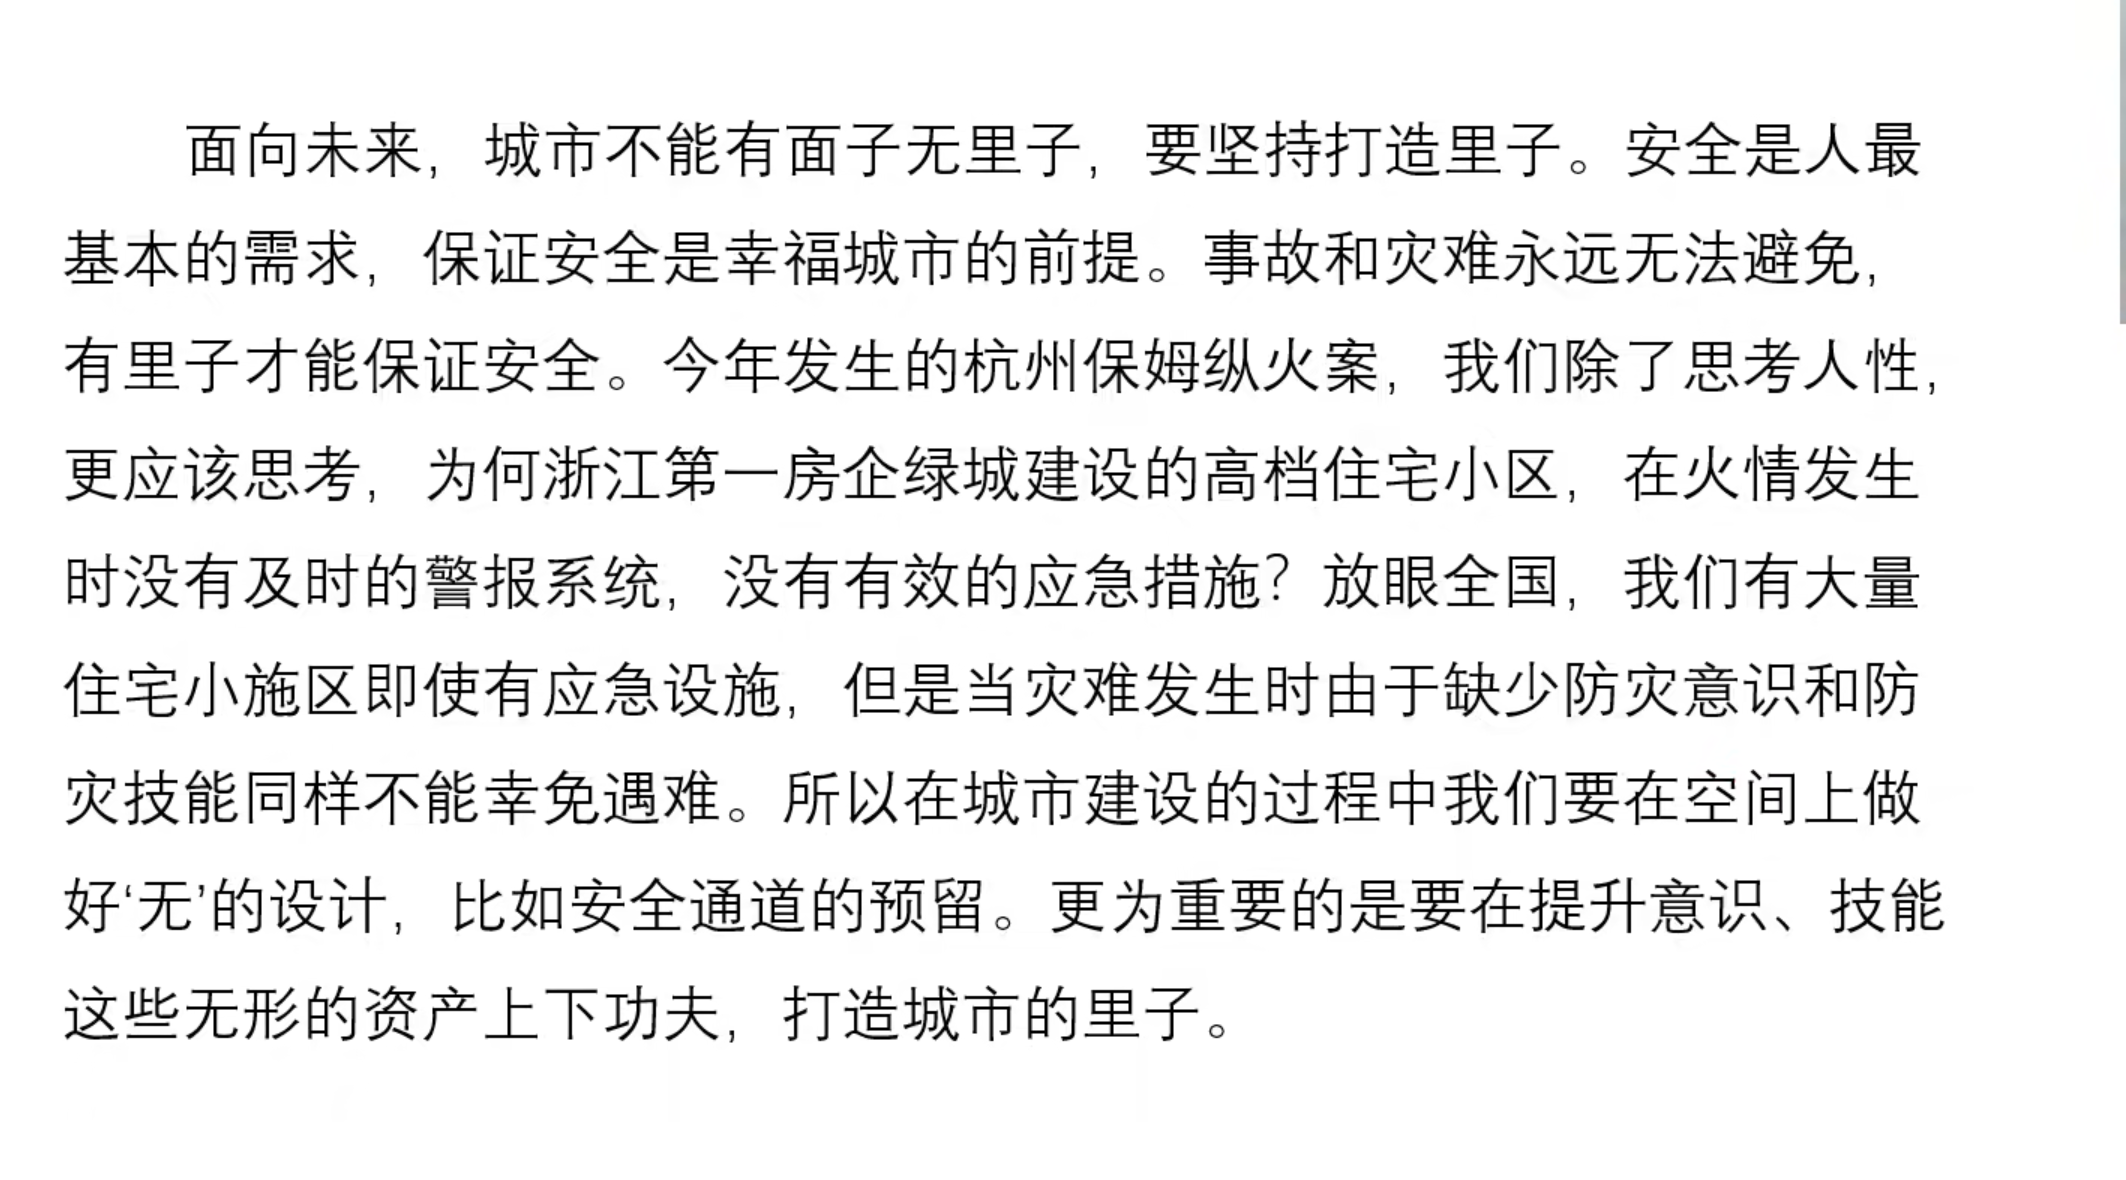 面向未来，城市不能有面子无里子，要坚持打造里子。安全是人最
基本的需求，保证安全是幸福城市的前提。事故和灾难永远无法避免，
有里子才能保证安全。今年发生的杭州保姆纵火案，我们除了思考人性，
更应该思考，为何浙江第一房企绿城建设的高档住宅小区，在火情发生
时没有及时的警报系统，没有有效的应急措施？放眼全国，我们有大量
住宅小施区即使有应急设施，但是当灾难发生时由于缺少防灾意识和防
灾技能同样不能幸免遇难。所以在城市建设的过程中我们要在空间上做
好‘无’的设计，比如安全通道的预留。更为重要的是要在提升意识、技能
这些无形的资产上下功夫，打造城市的里子。